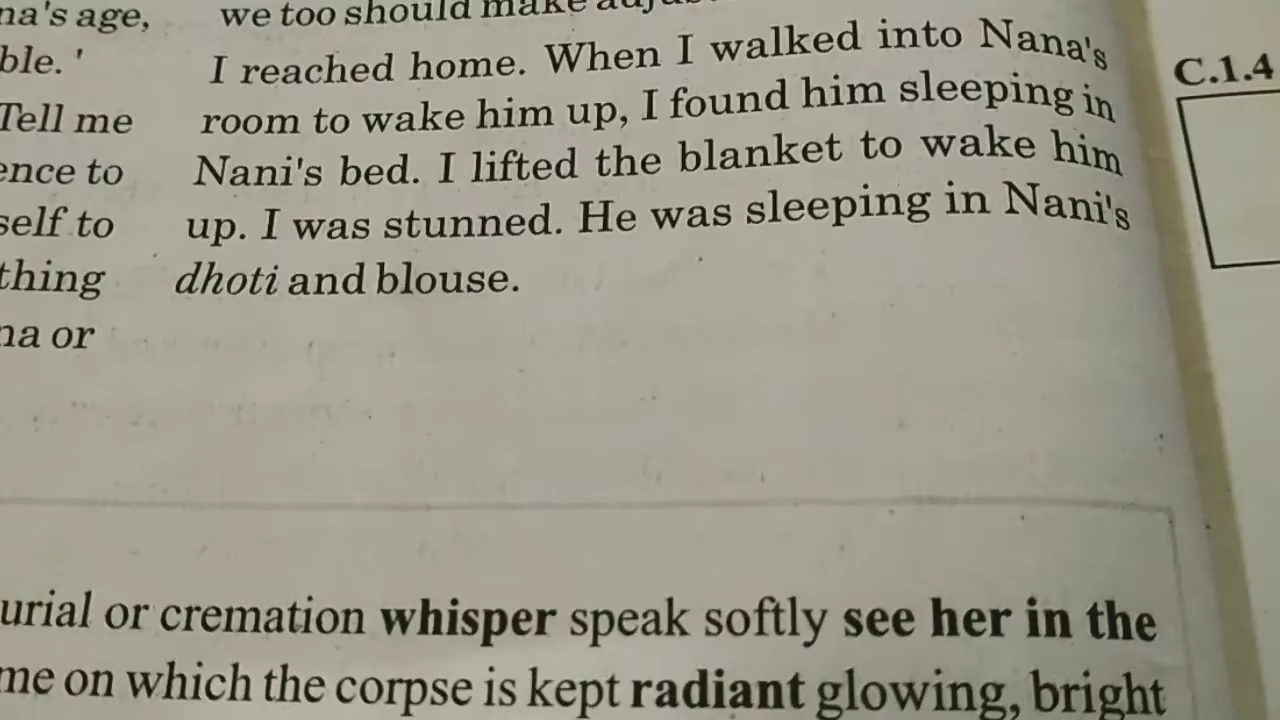 na's age,
ble. '
Tell me
ence to
self to
thing
na or
we too should make
I reached home. When I walked into Nana's
room to wake him up, I found him sleeping in
Nani's bed. I lifted the blanket to wake him
up. I was stunned. He was sleeping in Nani's
dhoti and blouse.
C.1.4
urial or cremation whisper speak softly see her in the
me on which the corpse is kept radiant glowing, bright